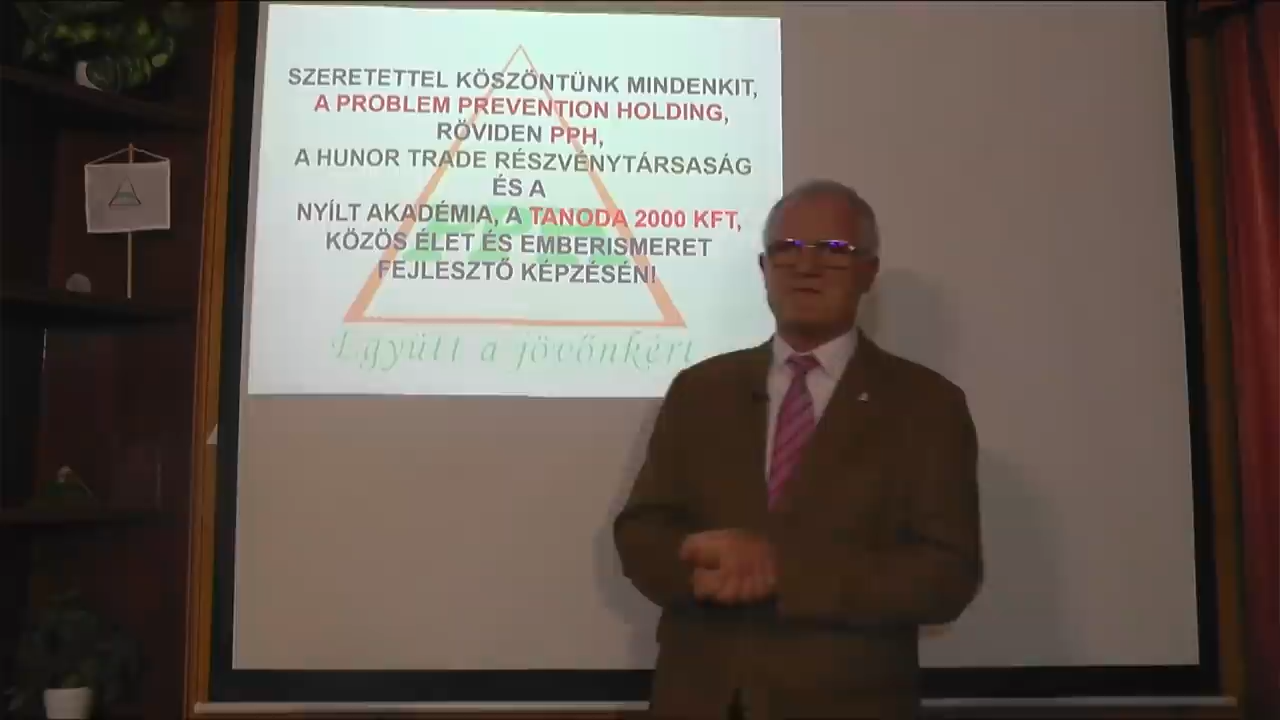 SZERETETTEL KÖSZÖNTÜNK MINDENKIT,
A PROBLEM PREVENTION HOLDING,
RÖVIDEN PPH,
A HUNOR TRADE RÉSZVÉNYTÁRSASÁG
ÉS A
NYÍLT AKADÉMIA, A TANODA 2000 KFT,
KÖZÖS ÉLET ÉS EMBERISMERET
FEJLESZTŐ KÉPZÉSÉN!
PPH
Együtt a jövőnkért